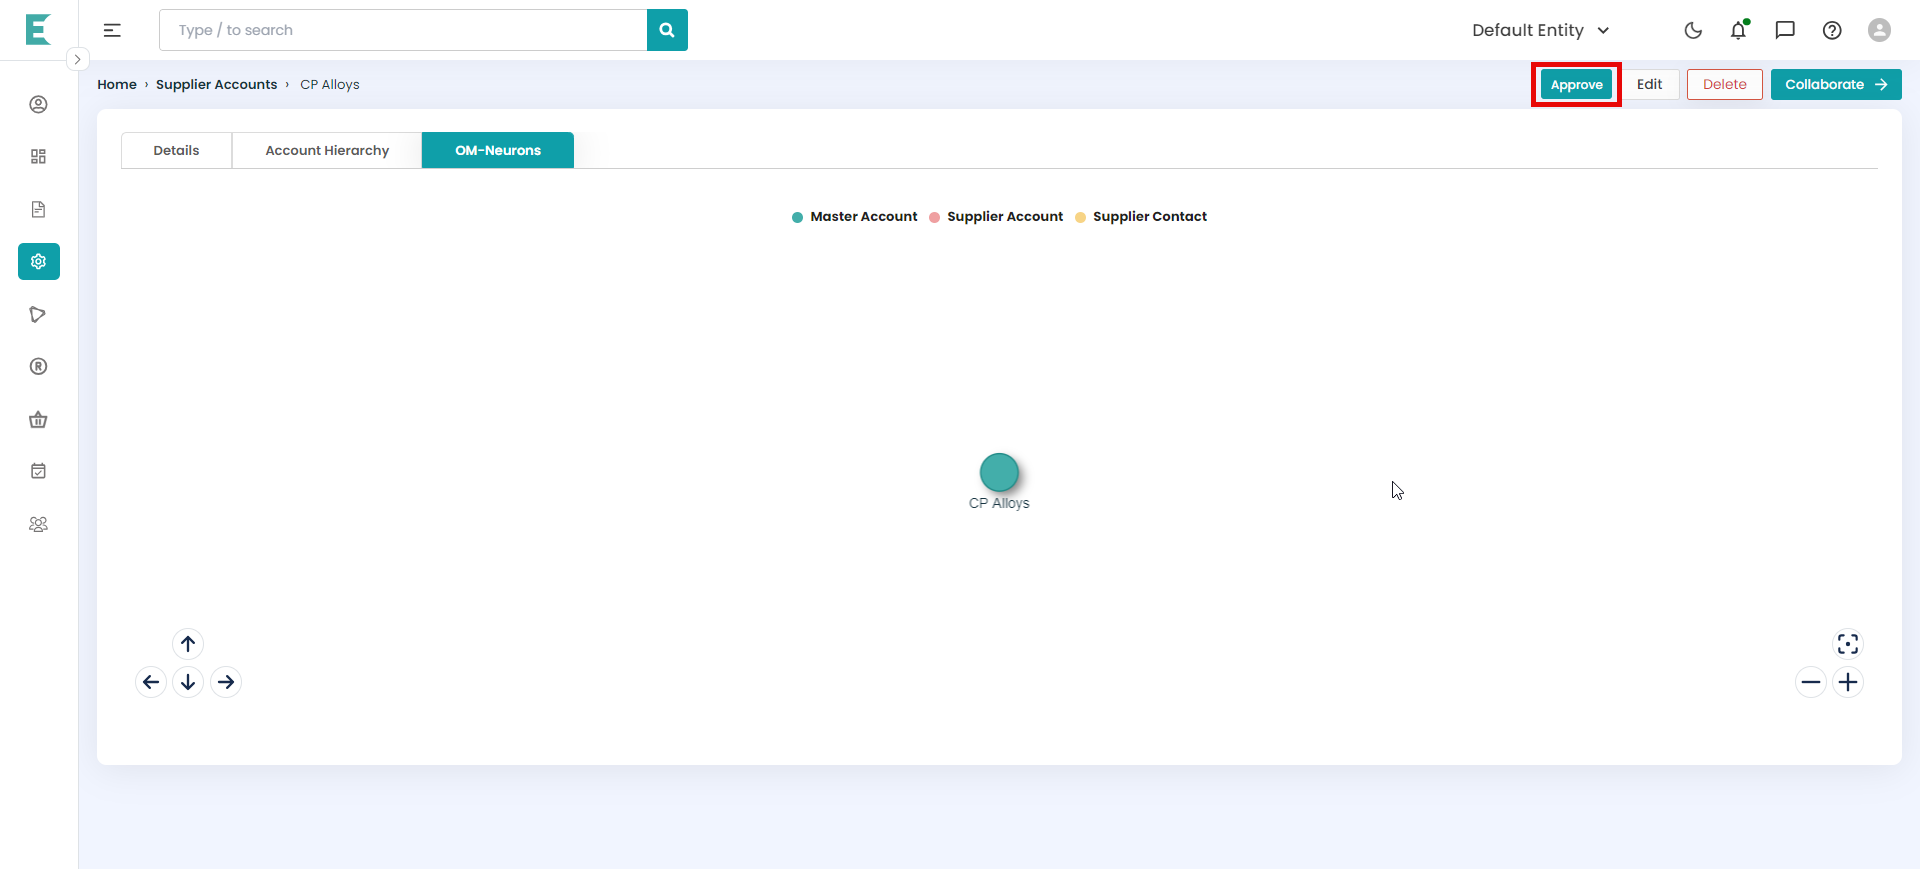 Type / to search
Default Entity
Home › Supplier Accounts › CP Alloys
Approve
Edit
Delete
Collaborate →
Details
Account Hierarchy
OM-Neurons
Master Account
Supplier Account
Supplier Contact
CP Alloys